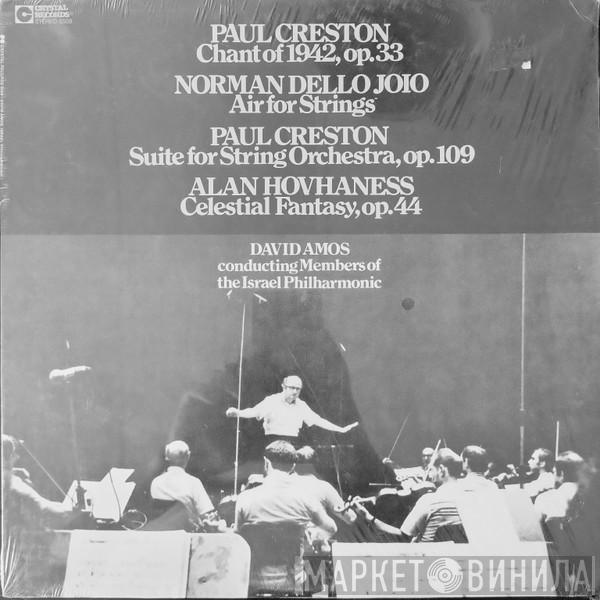 CRYSTAL
RECORDS
STEREO S508
PAUL CRESTON
Chant of 1942, op.33
NORMAN DELLO JOIO
Air for Strings
PAUL CRESTON
Suite for String Orchestra, op.109
ALAN HOVHANESS
Celestial Fantasy, op.44
DAVID AMOS
conducting Members of
the Israel Philharmonic
МАРКЕТ ВИНИЛА